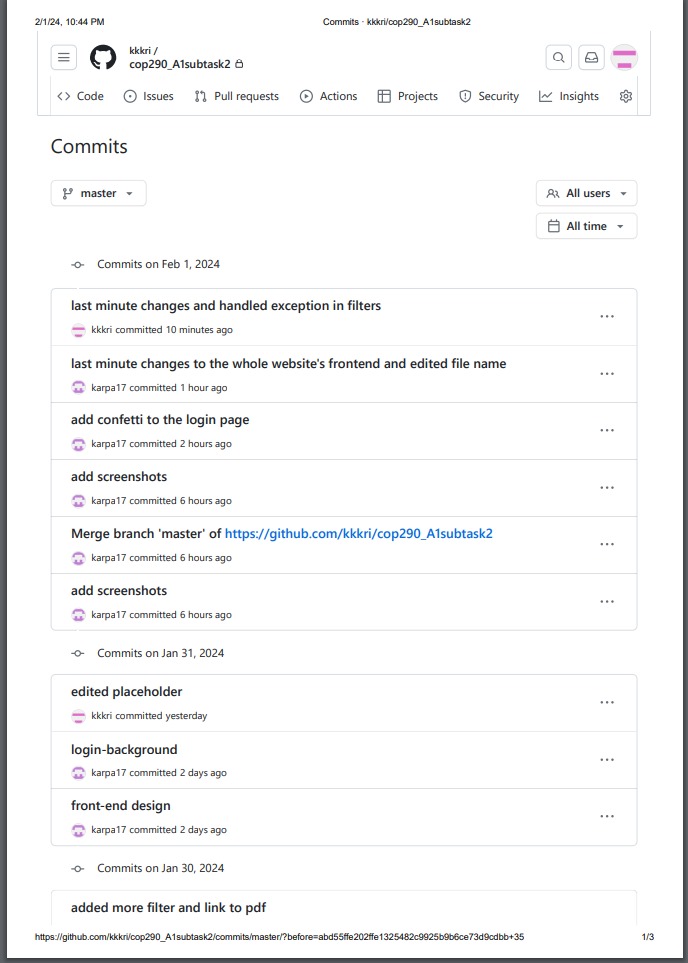 2/1/24, 10:44 PM
Commits · kkkri/cop290_A1subtask2
kkkri /
cop290_A1subtask2
Code Issues Pull requests Actions Projects Security Insights
Commits
master
All users
All time
Commits on Feb 1, 2024
last minute changes and handled exception in filters
kkkri committed 10 minutes ago
last minute changes to the whole website's frontend and edited file name
karpa17 committed 1 hour ago
add confetti to the login page
karpa17 committed 2 hours ago
add screenshots
karpa17 committed 6 hours ago
Merge branch 'master' of https://github.com/kkkri/cop290_A1subtask2
karpa17 committed 6 hours ago
add screenshots
karpa17 committed 6 hours ago
Commits on Jan 31, 2024
edited placeholder
kkkri committed yesterday
login-background
karpa17 committed 2 days ago
front-end design
karpa17 committed 2 days ago
Commits on Jan 30, 2024
added more filter and link to pdf
https://github.com/kkkri/cop290_A1subtask2/commits/master/?before=abd55ffe202ffe1325482c9925b9b6ce73d9cdbb+35
1/3